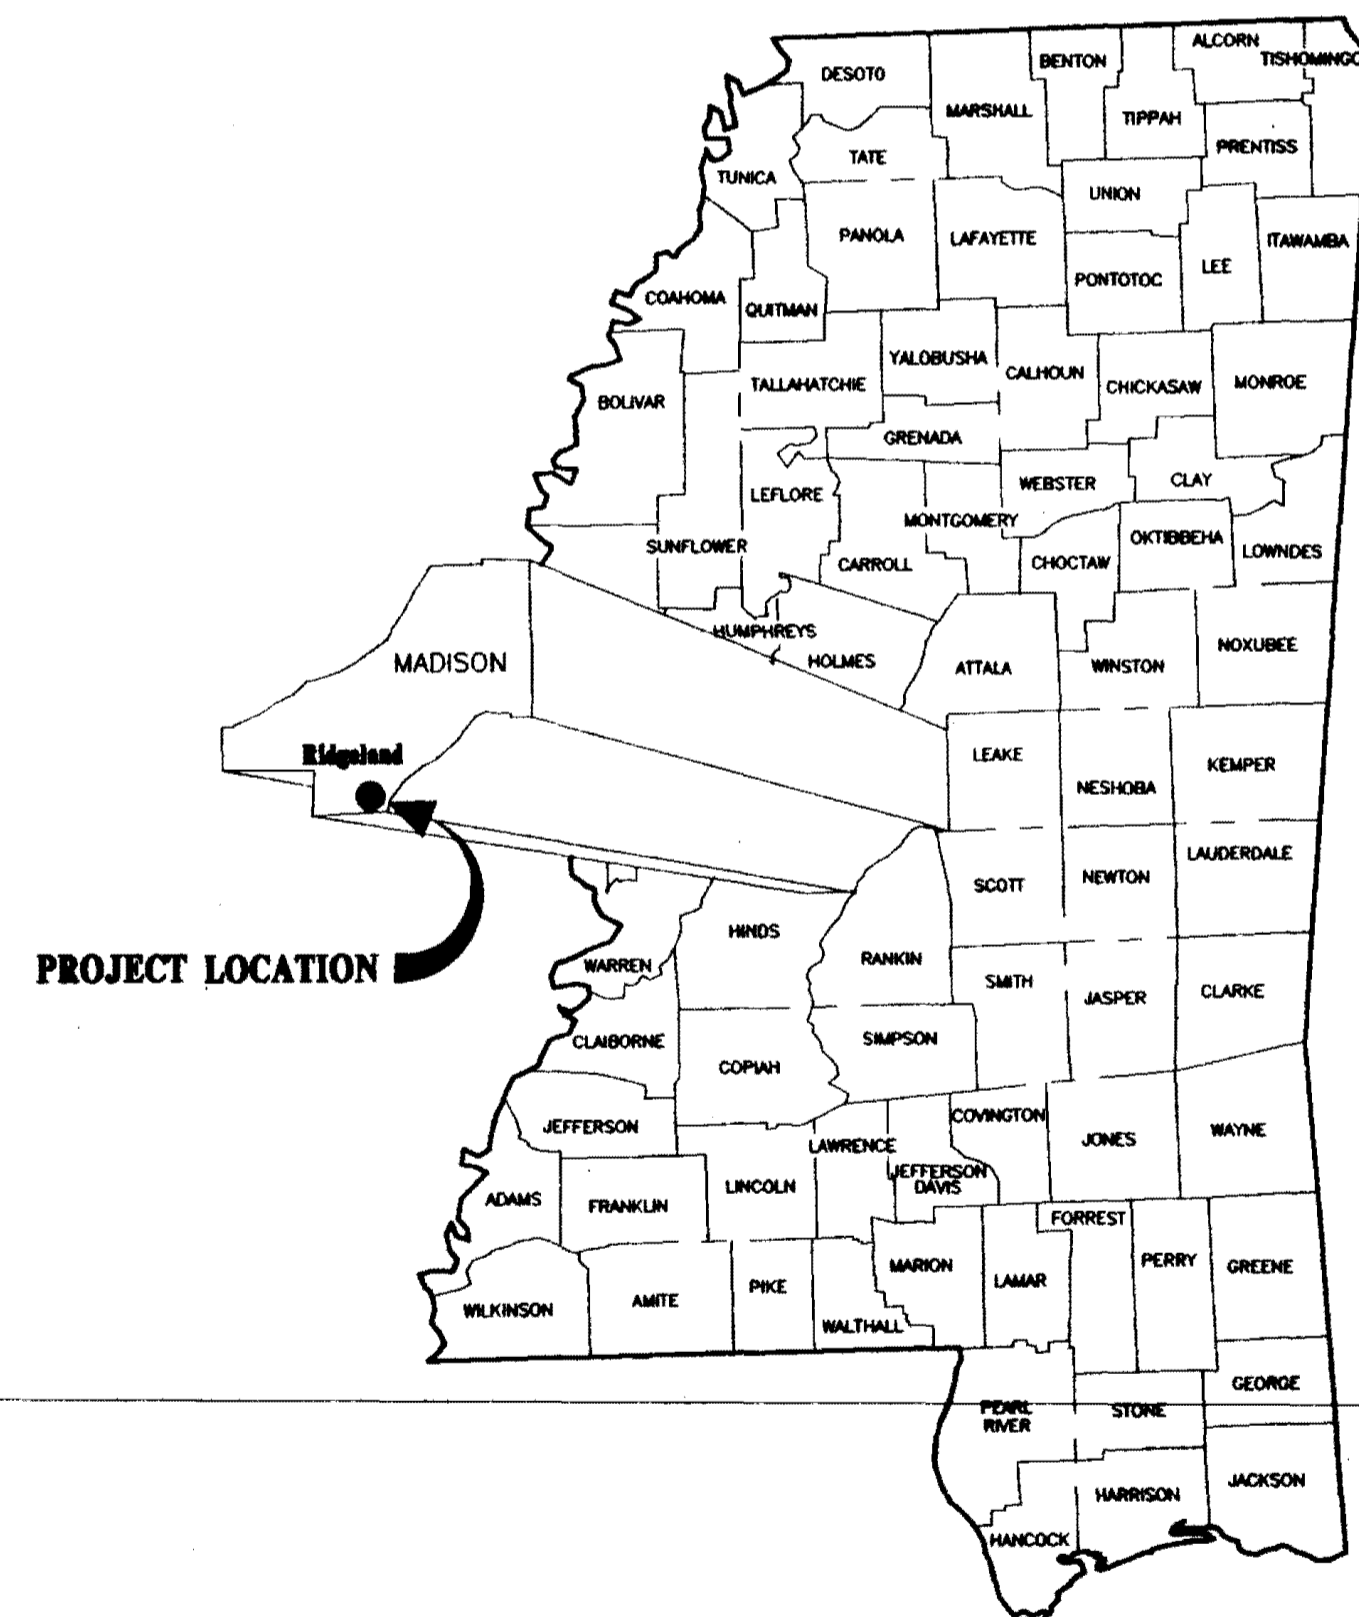 ALCORN
TISHOMINGO
BENTON
DESOTO
MARSHALL
TIPPAH
PRENTISS
TATE
TUNICA
UNION
PANOLA
LAFAYETTE
ITAWAMBA
LEE
PONTOTOC
COAHOMA
QUITMAN
YALOBUSHA
CALHOUN
TALLAHATCHIE
CHICKASAW
MONROE
BOLIVAR
GRENADA
WEBSTER
CLAY
LEFLORE
MONTGOMERY
OKTIBBEHA
SUNFLOWER
LOWNDES
CARROLL
CHOCTAW
HUMPHREYS
NOXUBEE
MADISON
HOLMES
ATTALA
WINSTON
LEAKE
Ridgeland
KEMPER
NESHOBA
LAUDERDALE
SCOTT
NEWTON
HINDS
RANKIN
PROJECT LOCATION
WARREN
SMITH
JASPER
CLARKE
CLAIBORNE
SIMPSON
COPIAH
COVINGTON
JEFFERSON
LAWRENCE
JONES
WAYNE
JEFFERSON
DAVIS
LINCOLN
ADAMS
FRANKLIN
FORREST
MARION
PERRY
GREENE
LAMAR
PIKE
AMITE
WILKINSON
WALTHALL
GEORGE
PEARL
RIVER
STONE
JACKSON
HARRISON
HANCOCK